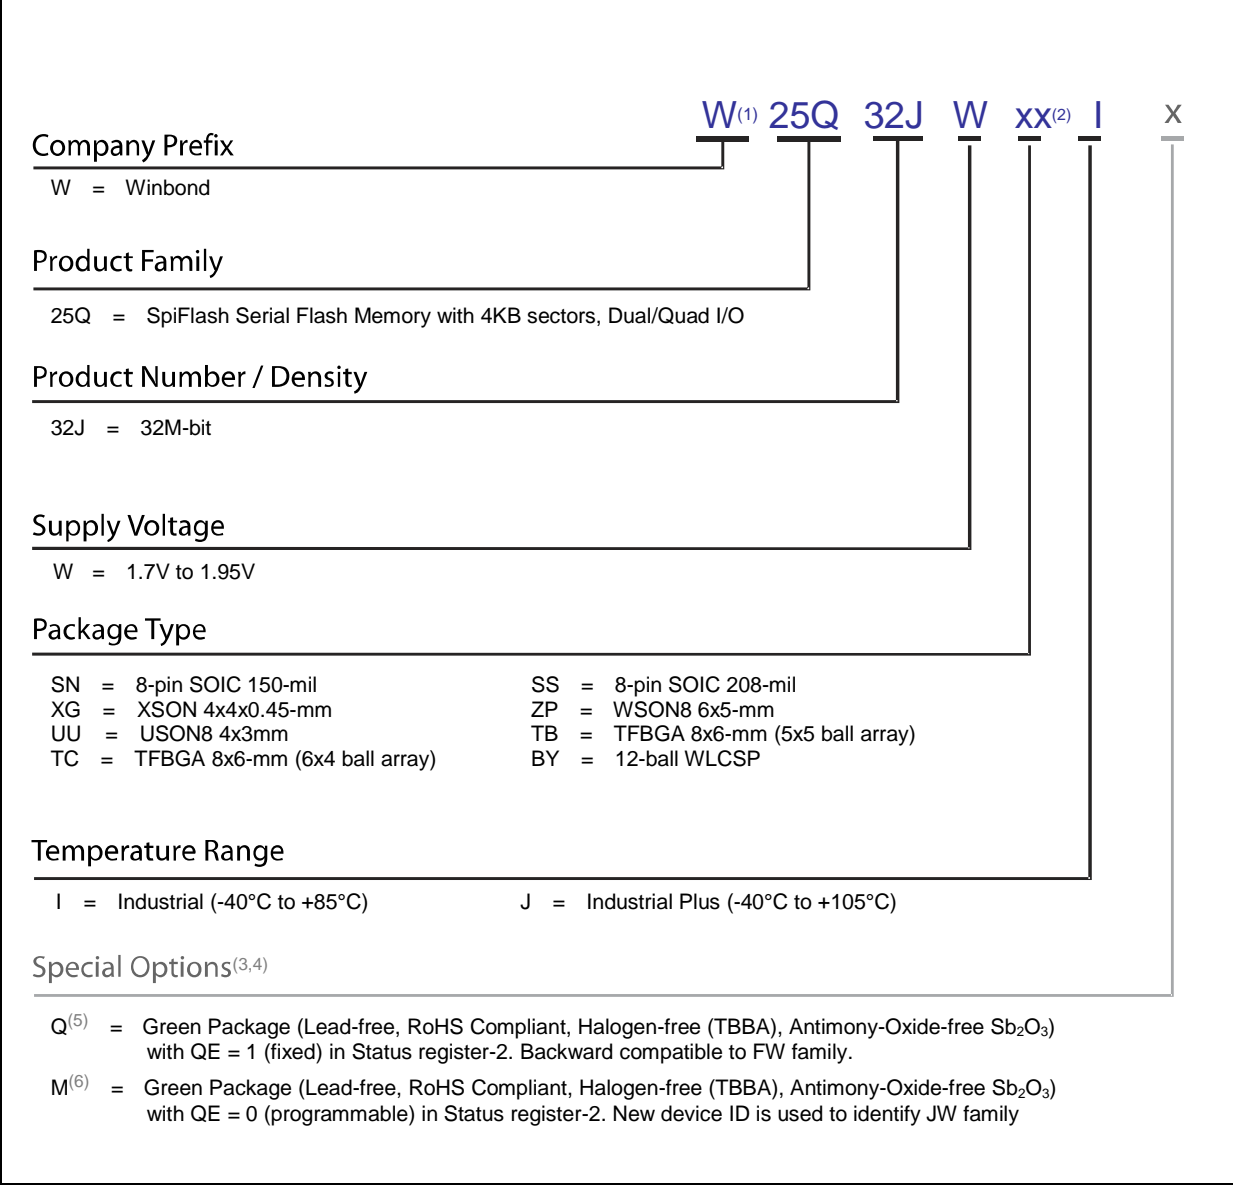 W(1) 25Q 32J W xx(2) I x
Company Prefix
W = Winbond
Product Family
25Q = SpiFlash Serial Flash Memory with 4KB sectors, Dual/Quad I/O
Product Number / Density
32J = 32M-bit
Supply Voltage
W = 1.7V to 1.95V
Package Type
SN = 8-pin SOIC 150-mil SS = 8-pin SOIC 208-mil
XG = XSON 4x4x0.45-mm ZP = WSON8 6x5-mm
UU = USON8 4x3mm TB = TFBGA 8x6-mm (5x5 ball array)
TC = TFBGA 8x6-mm (6x4 ball array) BY = 12-ball WLCSP
Temperature Range
I = Industrial (-40°C to +85°C) J = Industrial Plus (-40°C to +105°C)
Special Options(3,4)
Q(5) = Green Package (Lead-free, RoHS Compliant, Halogen-free (TBBA), Antimony-Oxide-free Sb₂O₃)
with QE = 1 (fixed) in Status register-2. Backward compatible to FW family.
M(6) = Green Package (Lead-free, RoHS Compliant, Halogen-free (TBBA), Antimony-Oxide-free Sb₂O₃)
with QE = 0 (programmable) in Status register-2. New device ID is used to identify JW family